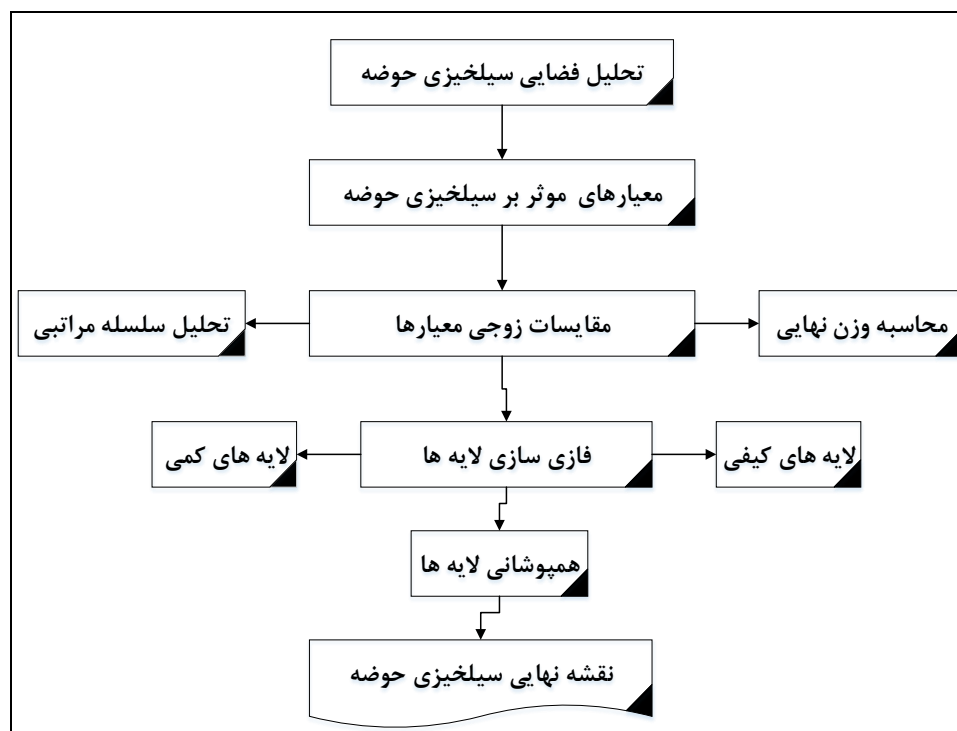 تحلیل فضایی سیلخیزی حوضه
معیارهای موثر بر سیلخیزی حوضه
محاسبه وزن نهایی
مقایسات زوجی معیارها
تحلیل سلسله مراتبی
لایه های کیفی
فازی سازی لایه ها
لایه های کمی
همپوشانی لایه ها
نقشه نهایی سیلخیزی حوضه